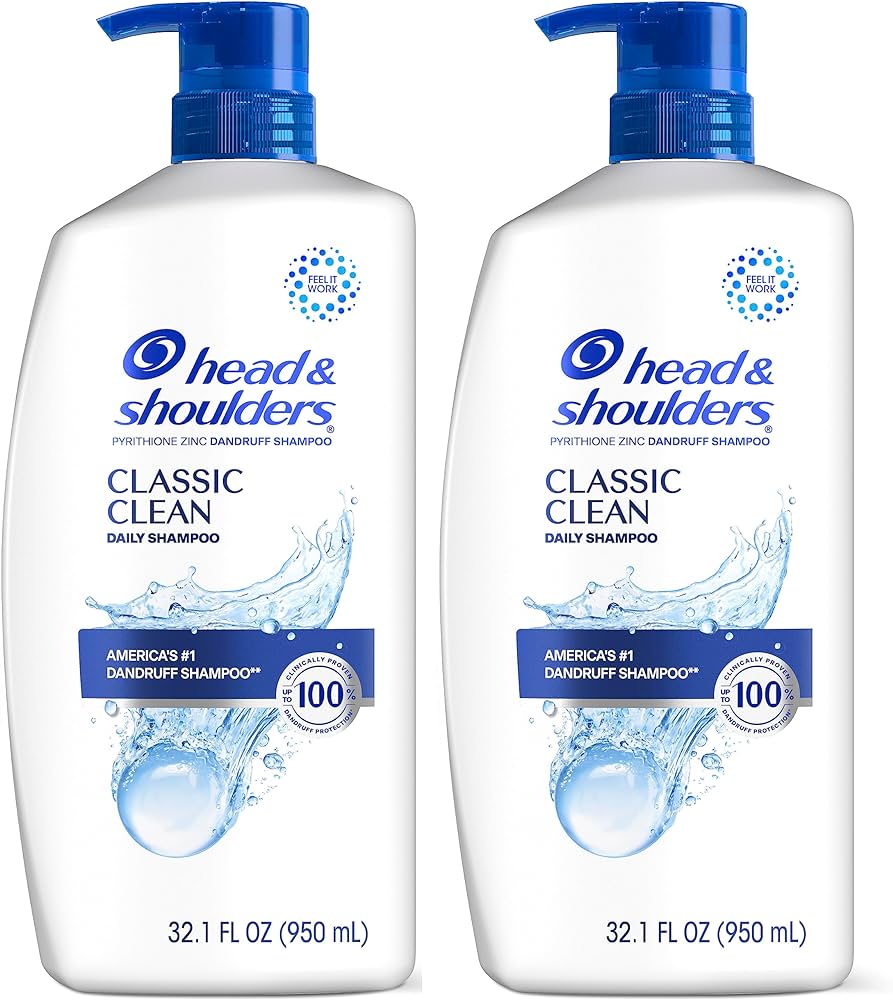 FEEL IT
WORK
head &
shoulders®
PYRITHIONE ZINC DANDRUFF SHAMPOO
CLASSIC
CLEAN
DAILY SHAMPOO
AMERICA'S #1
DANDRUFF SHAMPOO**
CLINICALLY PROVEN
UP TO 100%
DANDRUFF PROTECTION*
32.1 FL OZ (950 mL)
FEEL IT
WORK
head &
shoulders®
PYRITHIONE ZINC DANDRUFF SHAMPOO
CLASSIC
CLEAN
DAILY SHAMPOO
AMERICA'S #1
DANDRUFF SHAMPOO**
CLINICALLY PROVEN
UP TO 100%
DANDRUFF PROTECTION*
32.1 FL OZ (950 mL)